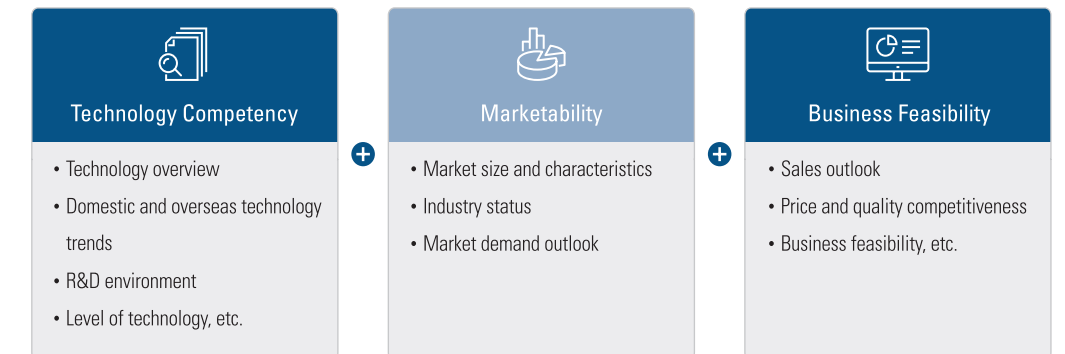 Technology Competency
• Technology overview
• Domestic and overseas technology
trends
• R&D environment
• Level of technology, etc.
Marketability
• Market size and characteristics
• Industry status
• Market demand outlook
Business Feasibility
• Sales outlook
• Price and quality competitiveness
• Business feasibility, etc.